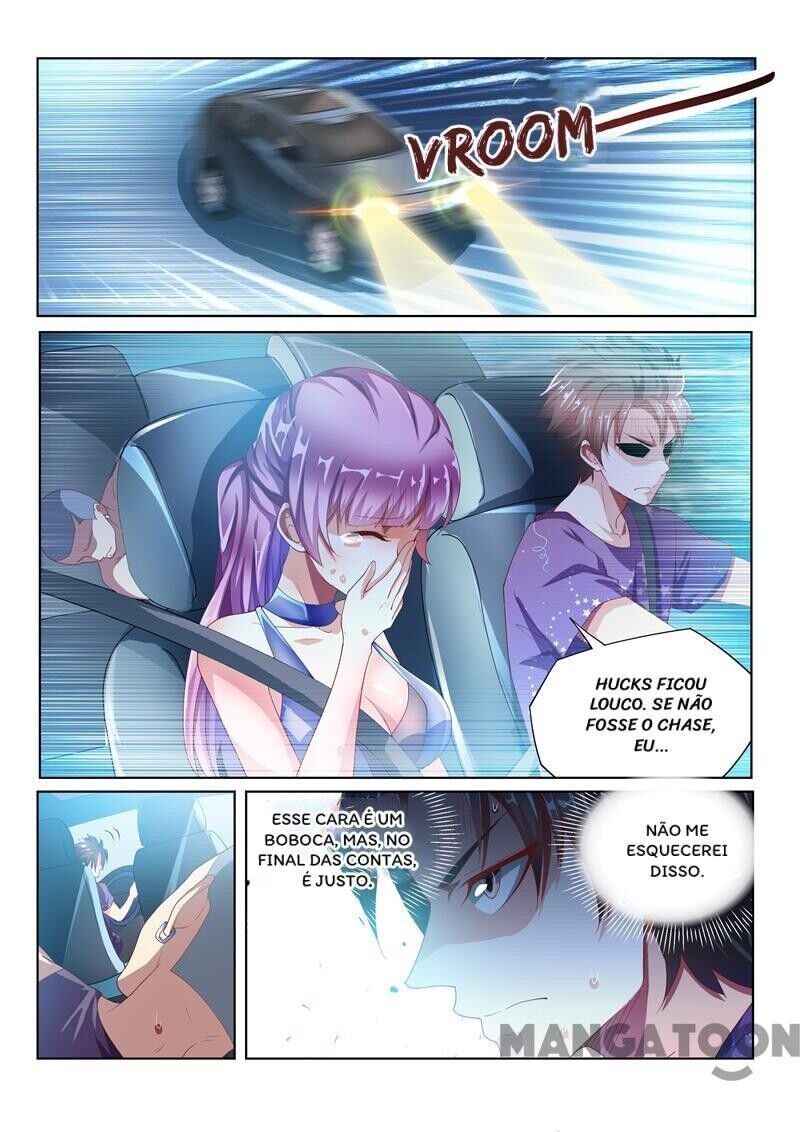 VROOM
HUCKS FICOU
LOUCO. SE NÃO
FOSSE O CHASE,
EU...
ESSE CARA É UM
BOBOCA, MAS, NO
FINAL DAS CONTAS,
É JUSTO.
NÃO ME
ESQUECEREI
DISSO.
MANGATOON